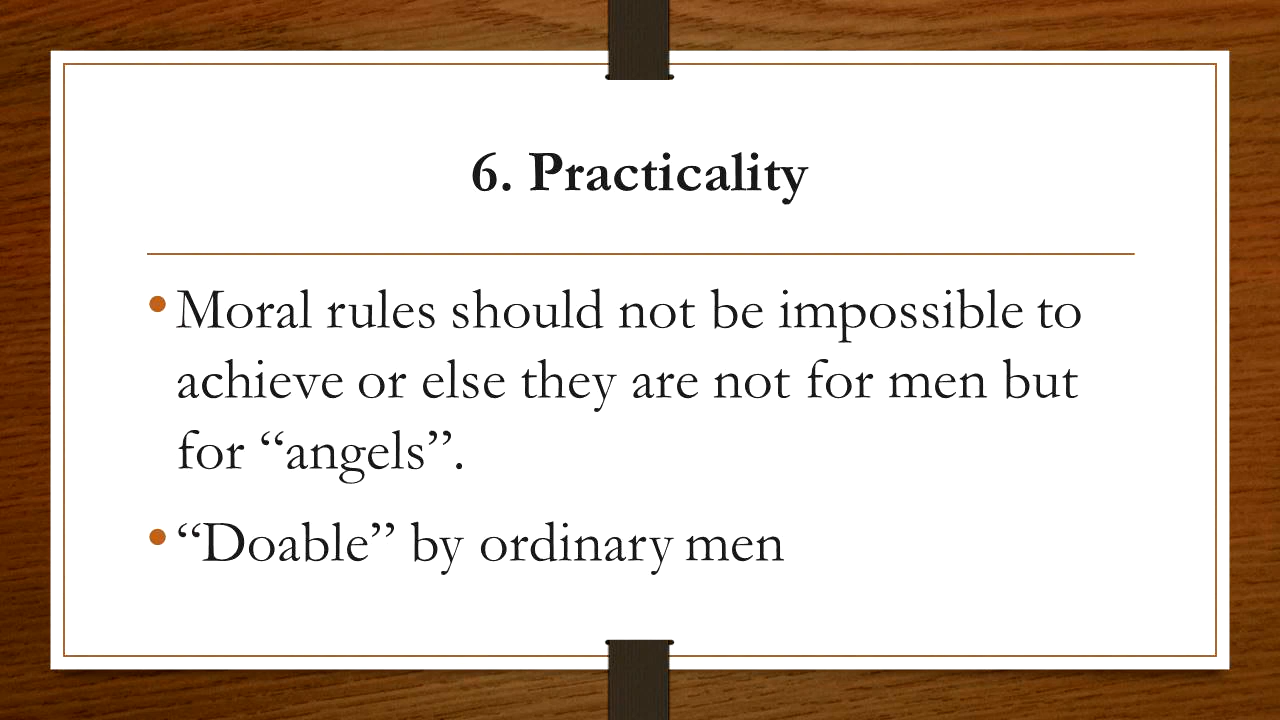 6. Practicality
• Moral rules should not be impossible to
achieve or else they are not for men but
for “angels”.
• “Doable” by ordinary men